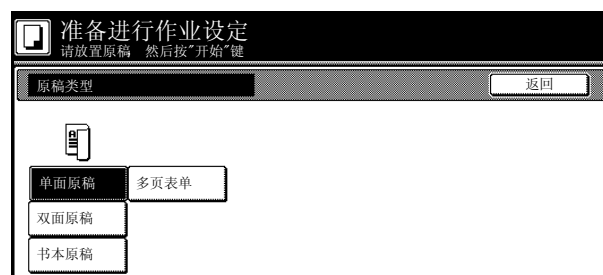 准备进行作业设定
请放置原稿 然后按"开始"键
原稿类型 返回
单面原稿 多页表单
双面原稿
书本原稿